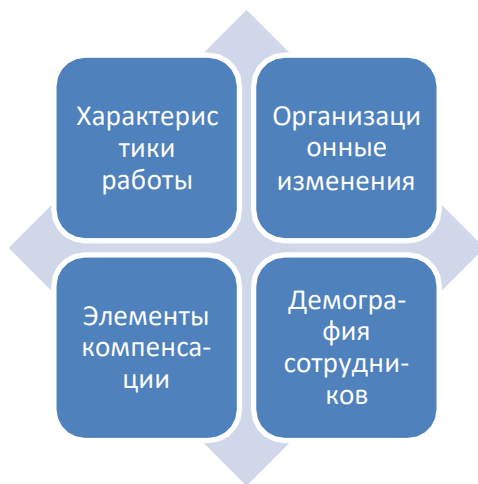 Характерис
тики
работы
Организаци
онные
изменения
Элементы
компенса-
ции
Демогра-
фия
сотрудни-
ков